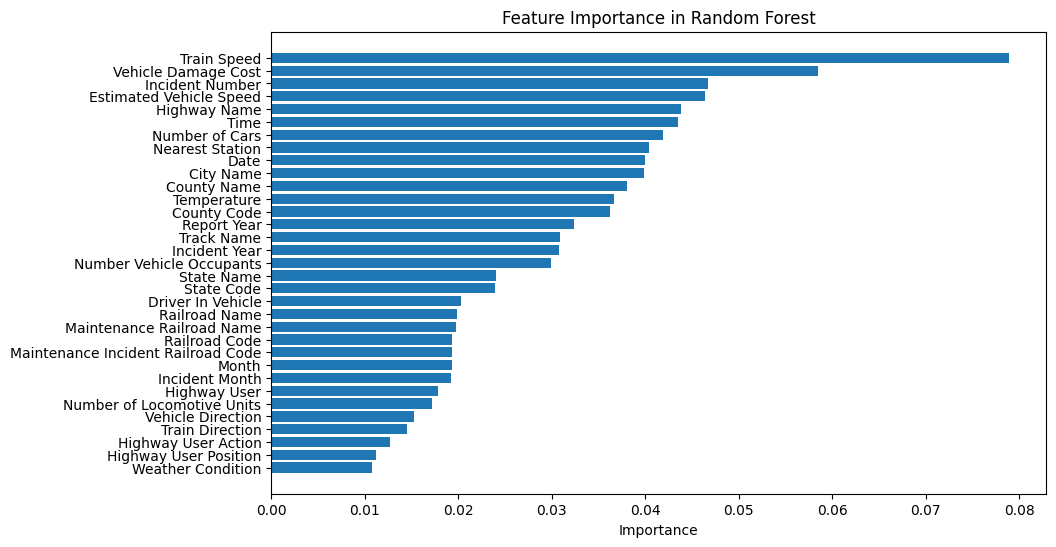 Feature Importance in Random Forest
Train Speed
Vehicle Damage Cost
Incident Number
Estimated Vehicle Speed
Highway Name
Time
Number of Cars
Nearest Station
Date
City Name
County Name
Temperature
County Code
Report Year
Track Name
Incident Year
Number Vehicle Occupants
State Name
State Code
Driver In Vehicle
Railroad Name
Maintenance Railroad Name
Railroad Code
Maintenance Incident Railroad Code
Month
Incident Month
Highway User
Number of Locomotive Units
Vehicle Direction
Train Direction
Highway User Action
Highway User Position
Weather Condition
0.00 0.01 0.02 0.03 0.04 0.05 0.06 0.07 0.08
Importance